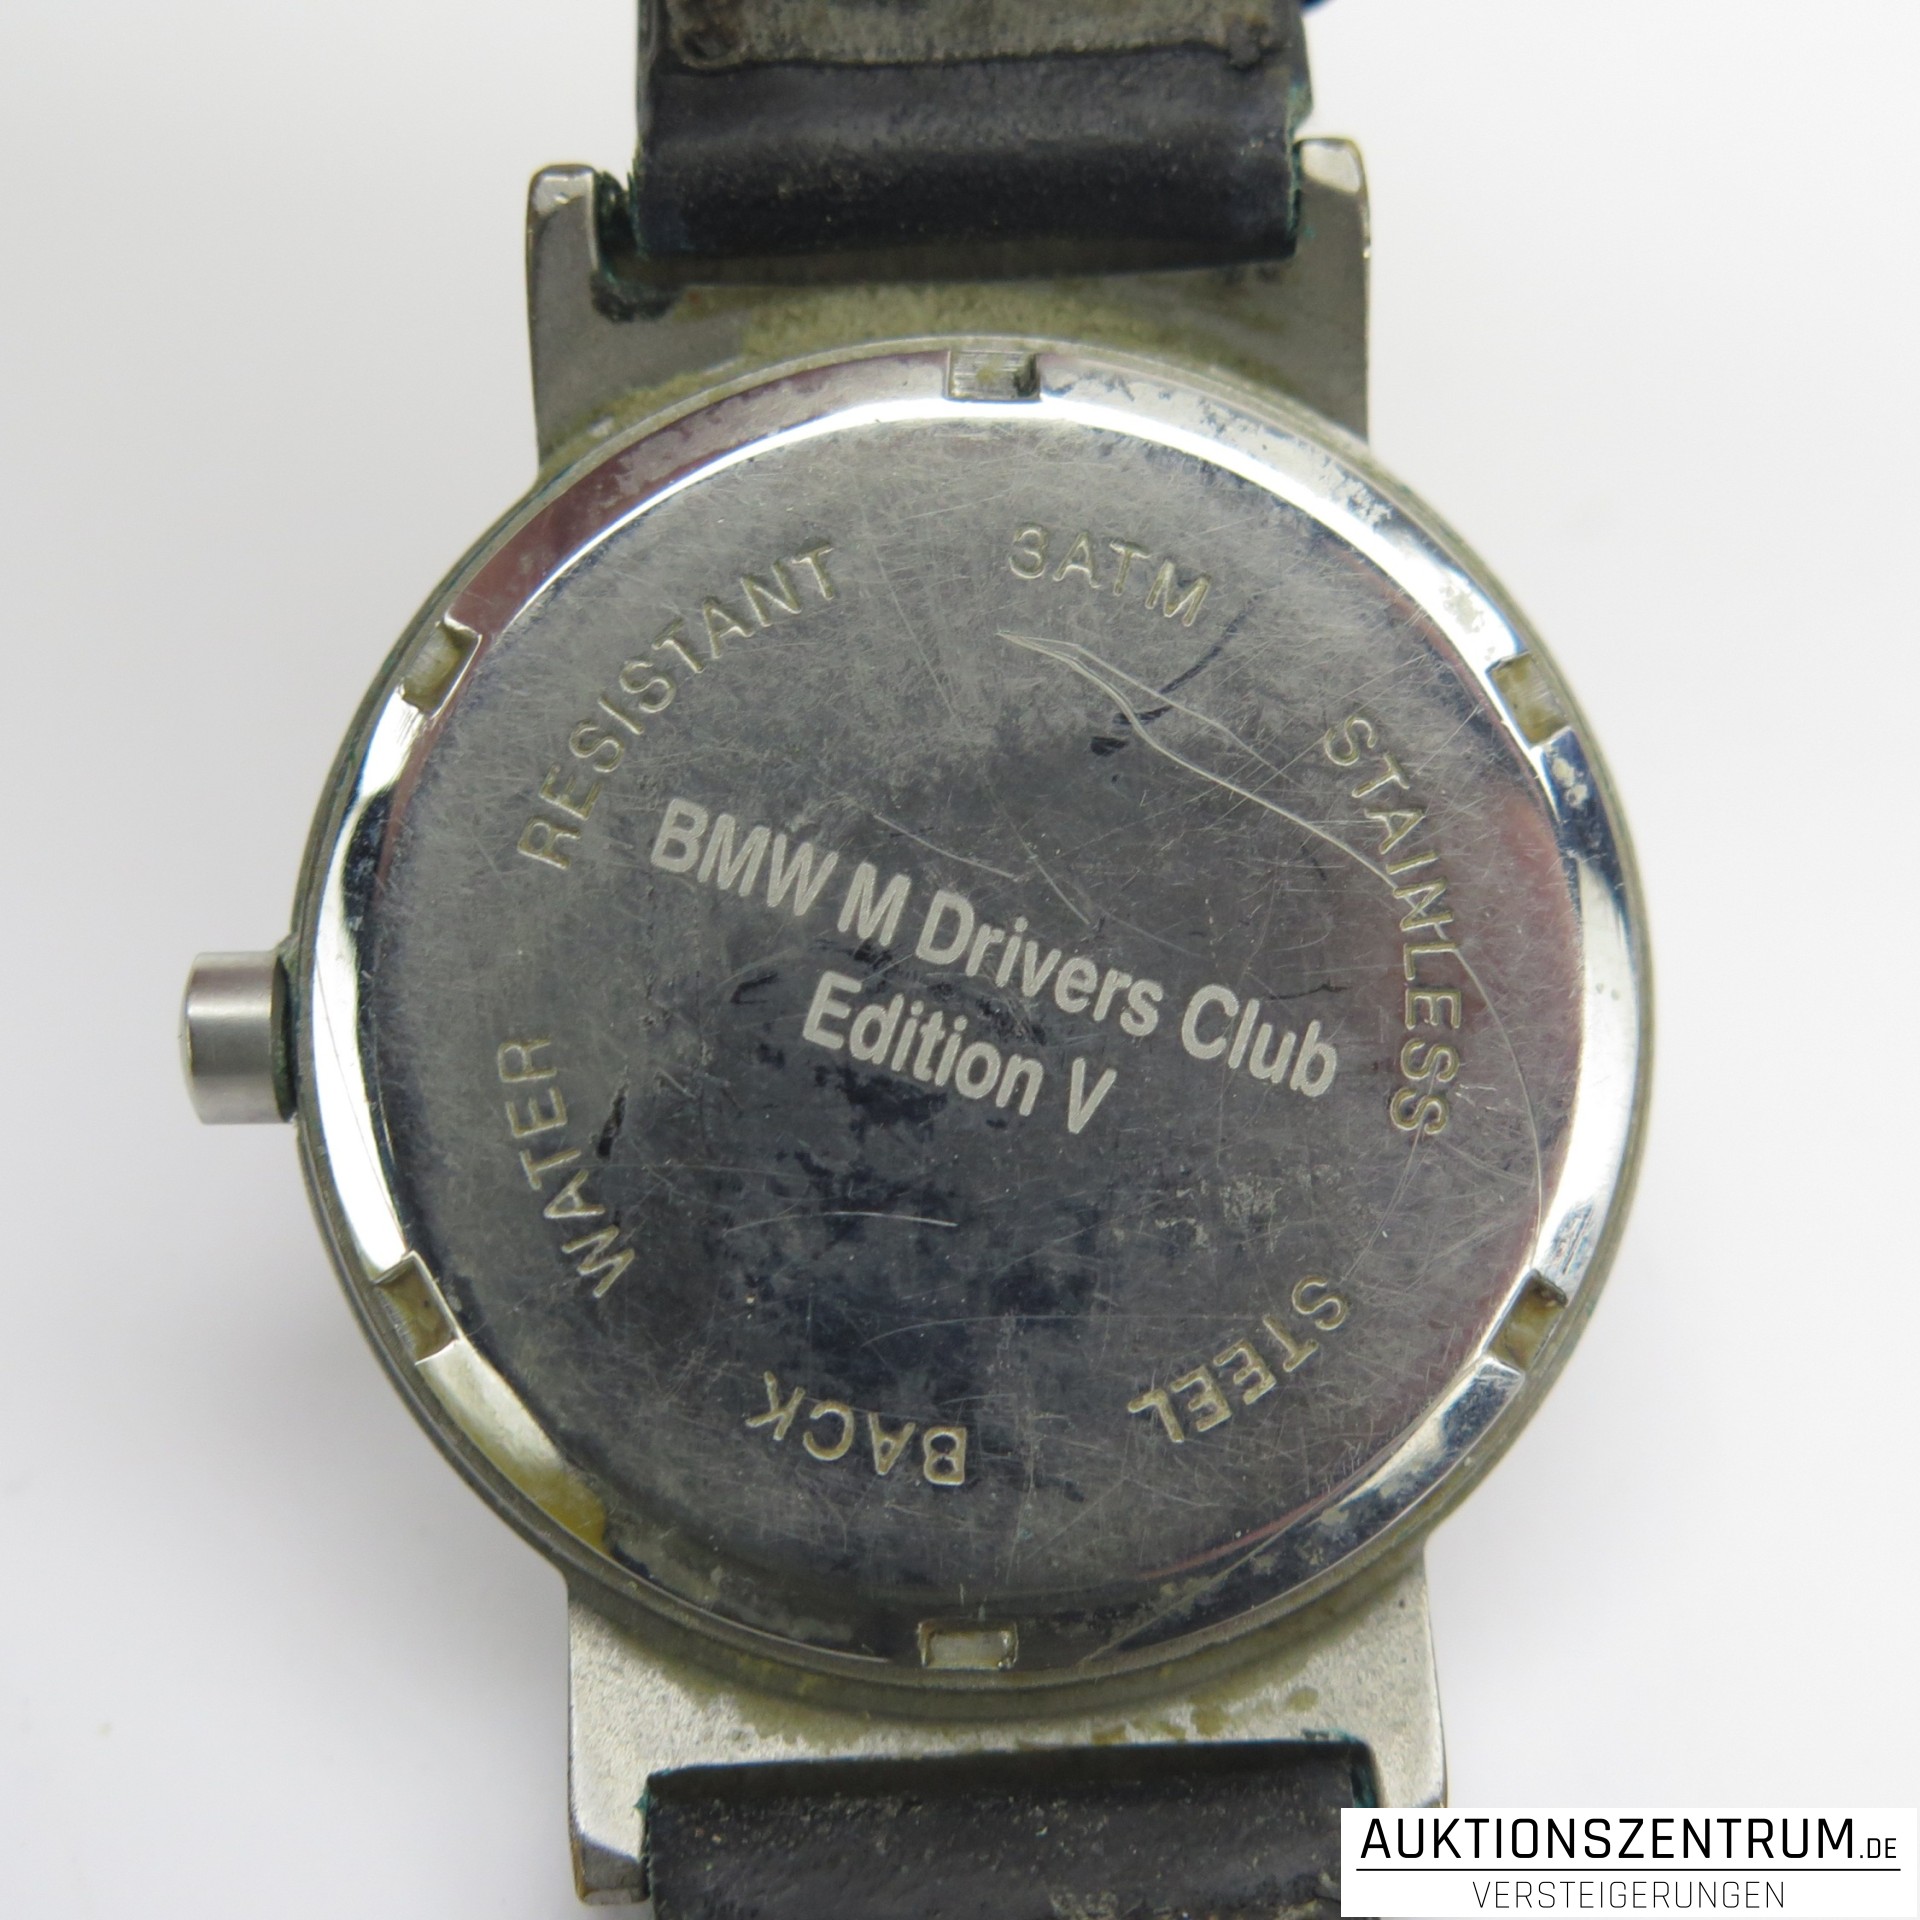 WATER RESISTANT 3ATM STAINLESS STEEL BACK
BMW M Drivers Club
Edition V
AUKTIONSZENTRUM.DE
VERSTEIGERUNGEN